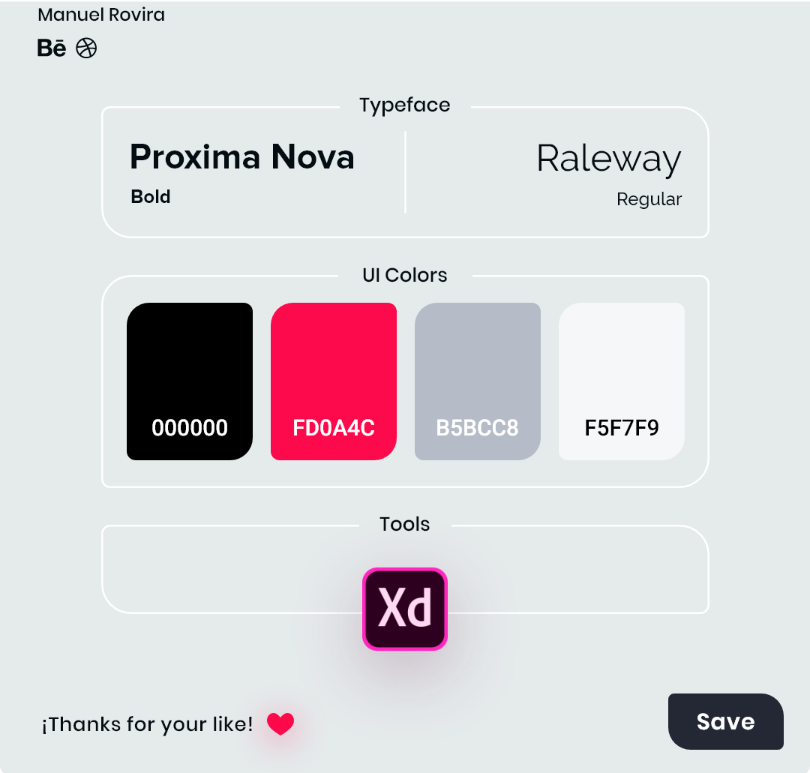 Manuel Rovira
Bē
Typeface
Proxima Nova
Bold
Raleway
Regular
UI Colors
000000
FD0A4C
B5BCC8
F5F7F9
Tools
Xd
¡Thanks for your like!
Save